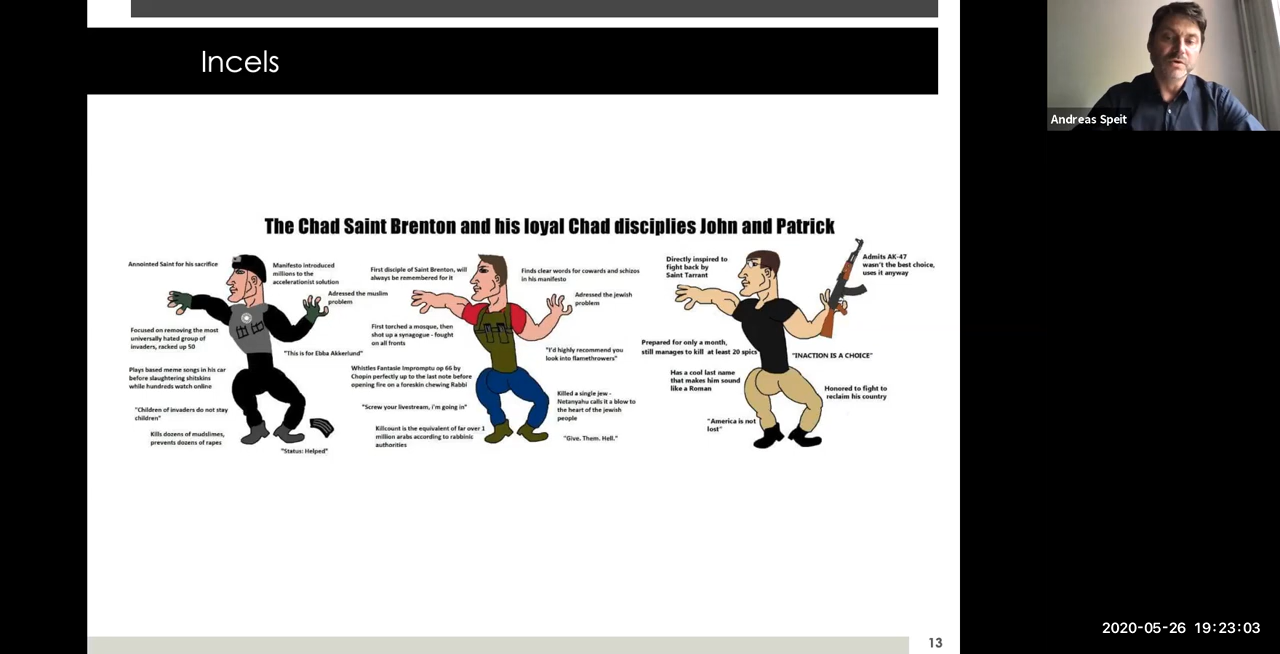 Incels
Andreas Speit
The Chad Saint Brenton and his loyal Chad disciplies John and Patrick
Annointed Saint for his sacrifice
Manifesto introduced
millions to the
accelerationist solution
Adressed the muslim
problem
Focused on removing the most
universally hated group of
invaders, racked up 50
"This is for Ebba Akkerlund"
Plays based meme songs in his car
before slaughtering shitskins
while hundreds watch online
"Children of invaders do not stay
children"
Kills dozens of mudslimes,
prevents dozens of rapes
"Status: Helped"
First disciple of Saint Brenton, will
always be remembered for it
Finds clear words for cowards and schizos
in his manifesto
Adressed the jewish
problem
First torched a mosque, then
shot up a synagogue - fought
on all fronts
"I'd highly recommend you
look into flamethrowers"
Whistles Fantasie Impromptu op 66 by
Chopin perfectly up to the last note before
opening fire on a foreskin chewing Rabbi
"Screw your livestream, i'm going in"
Killed a single jew -
Netanyahu calls it a blow to
the heart of the jewish
people
Killcount is the equivalent of far over 1
million arabs according to rabbinic
authorities
"Give. Them. Hell."
Directly inspired to
fight back by
Saint Tarrant
Admits AK-47
wasn't the best choice,
uses it anyway
Prepared for only a month,
still manages to kill at least 20 spics
"INACTION IS A CHOICE"
Has a cool last name
that makes him sound
like a Roman
Honored to fight to
reclaim his country
"America is not
lost"
2020-05-26 19:23:03
13